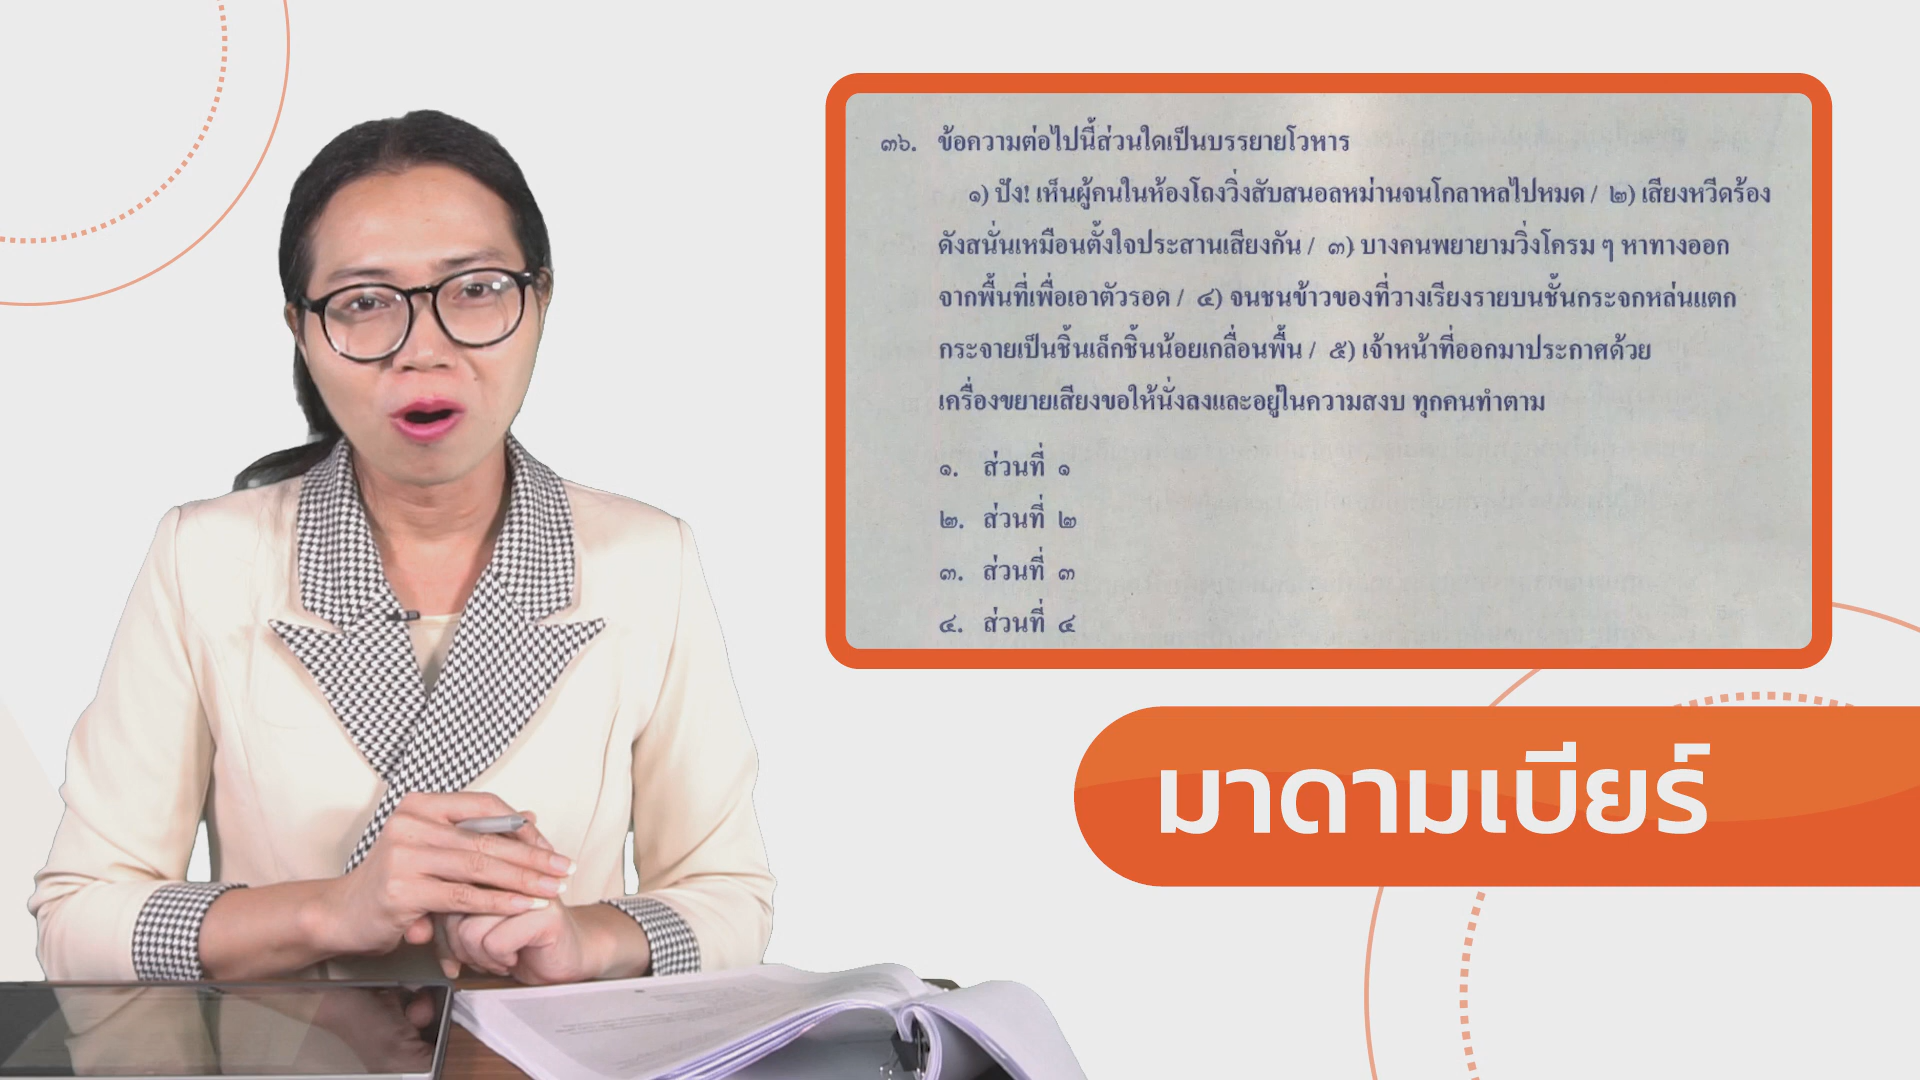 ๓๖. ข้อความต่อไปนี้ส่วนใดเป็นบรรยายโวหาร
๑) ปัง! เห็นผู้คนในห้องโถงวิ่งสับสนอลหม่านจนโกลาหลไปหมด / ๒) เสียงหวีดร้อง
ดังสนั่นเหมือนตั้งใจประสานเสียงกัน / ๓) บางคนพยายามวิ่งโครม ๆ หาทางออก
จากพื้นที่เพื่อเอาตัวรอด / ๔) จนชนข้าวของที่วางเรียงรายบนชั้นกระจกหล่นแตก
กระจายเป็นชิ้นเล็กชิ้นน้อยเกลื่อนพื้น / ๕) เจ้าหน้าที่ออกมาประกาศด้วย
เครื่องขยายเสียงขอให้นั่งลงและอยู่ในความสงบ ทุกคนทำตาม
๑. ส่วนที่ ๑
๒. ส่วนที่ ๒
๓. ส่วนที่ ๓
๔. ส่วนที่ ๔
มาดามเบียร์